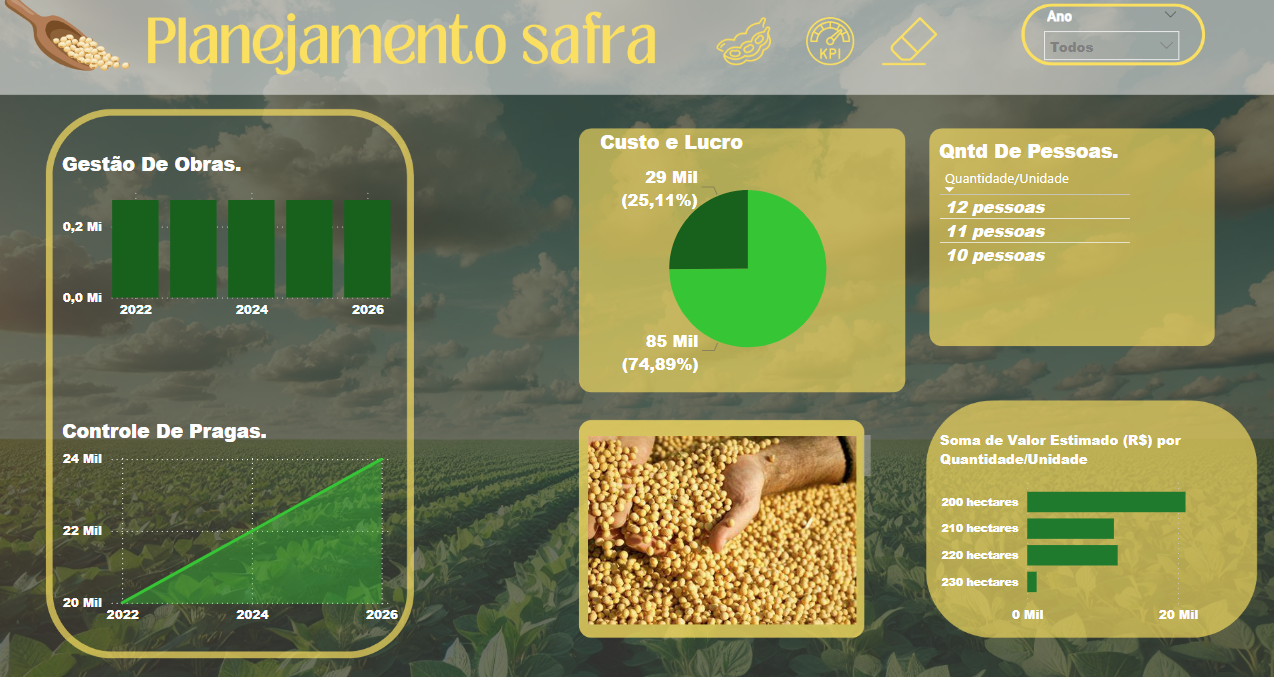 Planejamento safra
KPI
Ano
Todos
Gestão De Obras.
0,2 Mi
0,0 Mi
2022
2024
2026
Controle De Pragas.
24 Mil
22 Mil
20 Mil
2022
2024
2026
Custo e Lucro
29 Mil
(25,11%)
85 Mil
(74,89%)
Qntd De Pessoas.
Quantidade/Unidade
12 pessoas
11 pessoas
10 pessoas
Soma de Valor Estimado (R$) por
Quantidade/Unidade
200 hectares
210 hectares
220 hectares
230 hectares
0 Mil
20 Mil